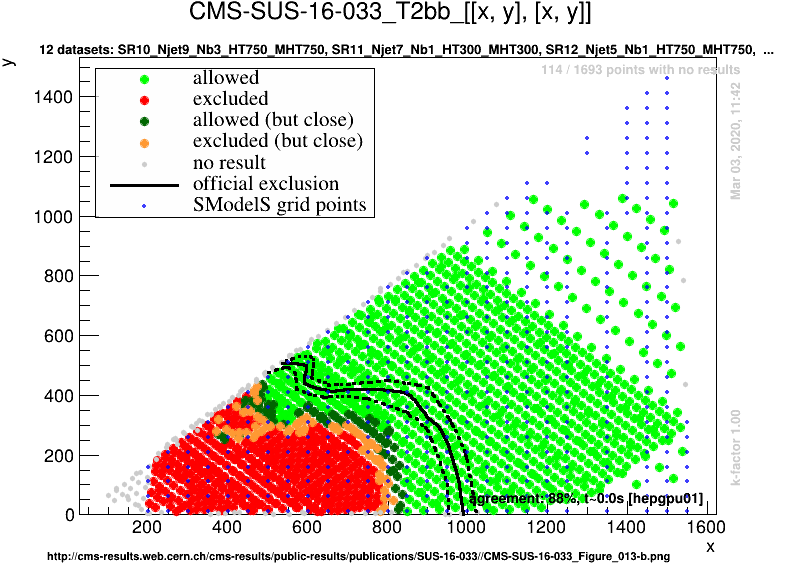 CMS-SUS-16-033_T2bb_[[x, y], [x, y]]
12 datasets: SR10_Njet9_Nb3_HT750_MHT750, SR11_Njet7_Nb1_HT300_MHT300, SR12_Njet5_Nb1_HT750_MHT750, ...
y
114 / 1693 points with no results
allowed
excluded
allowed (but close)
excluded (but close)
no result
official exclusion
SModelS grid points
Mar 03, 2020, 11:42
k-factor 1.00
1400
1200
1000
800
600
400
200
0
agreement: 88%, t~0.0s [hepgpu01]
200 400 600 800 1000 1200 1400 1600
x
http://cms-results.web.cern.ch/cms-results/public-results/publications/SUS-16-033//CMS-SUS-16-033_Figure_013-b.png